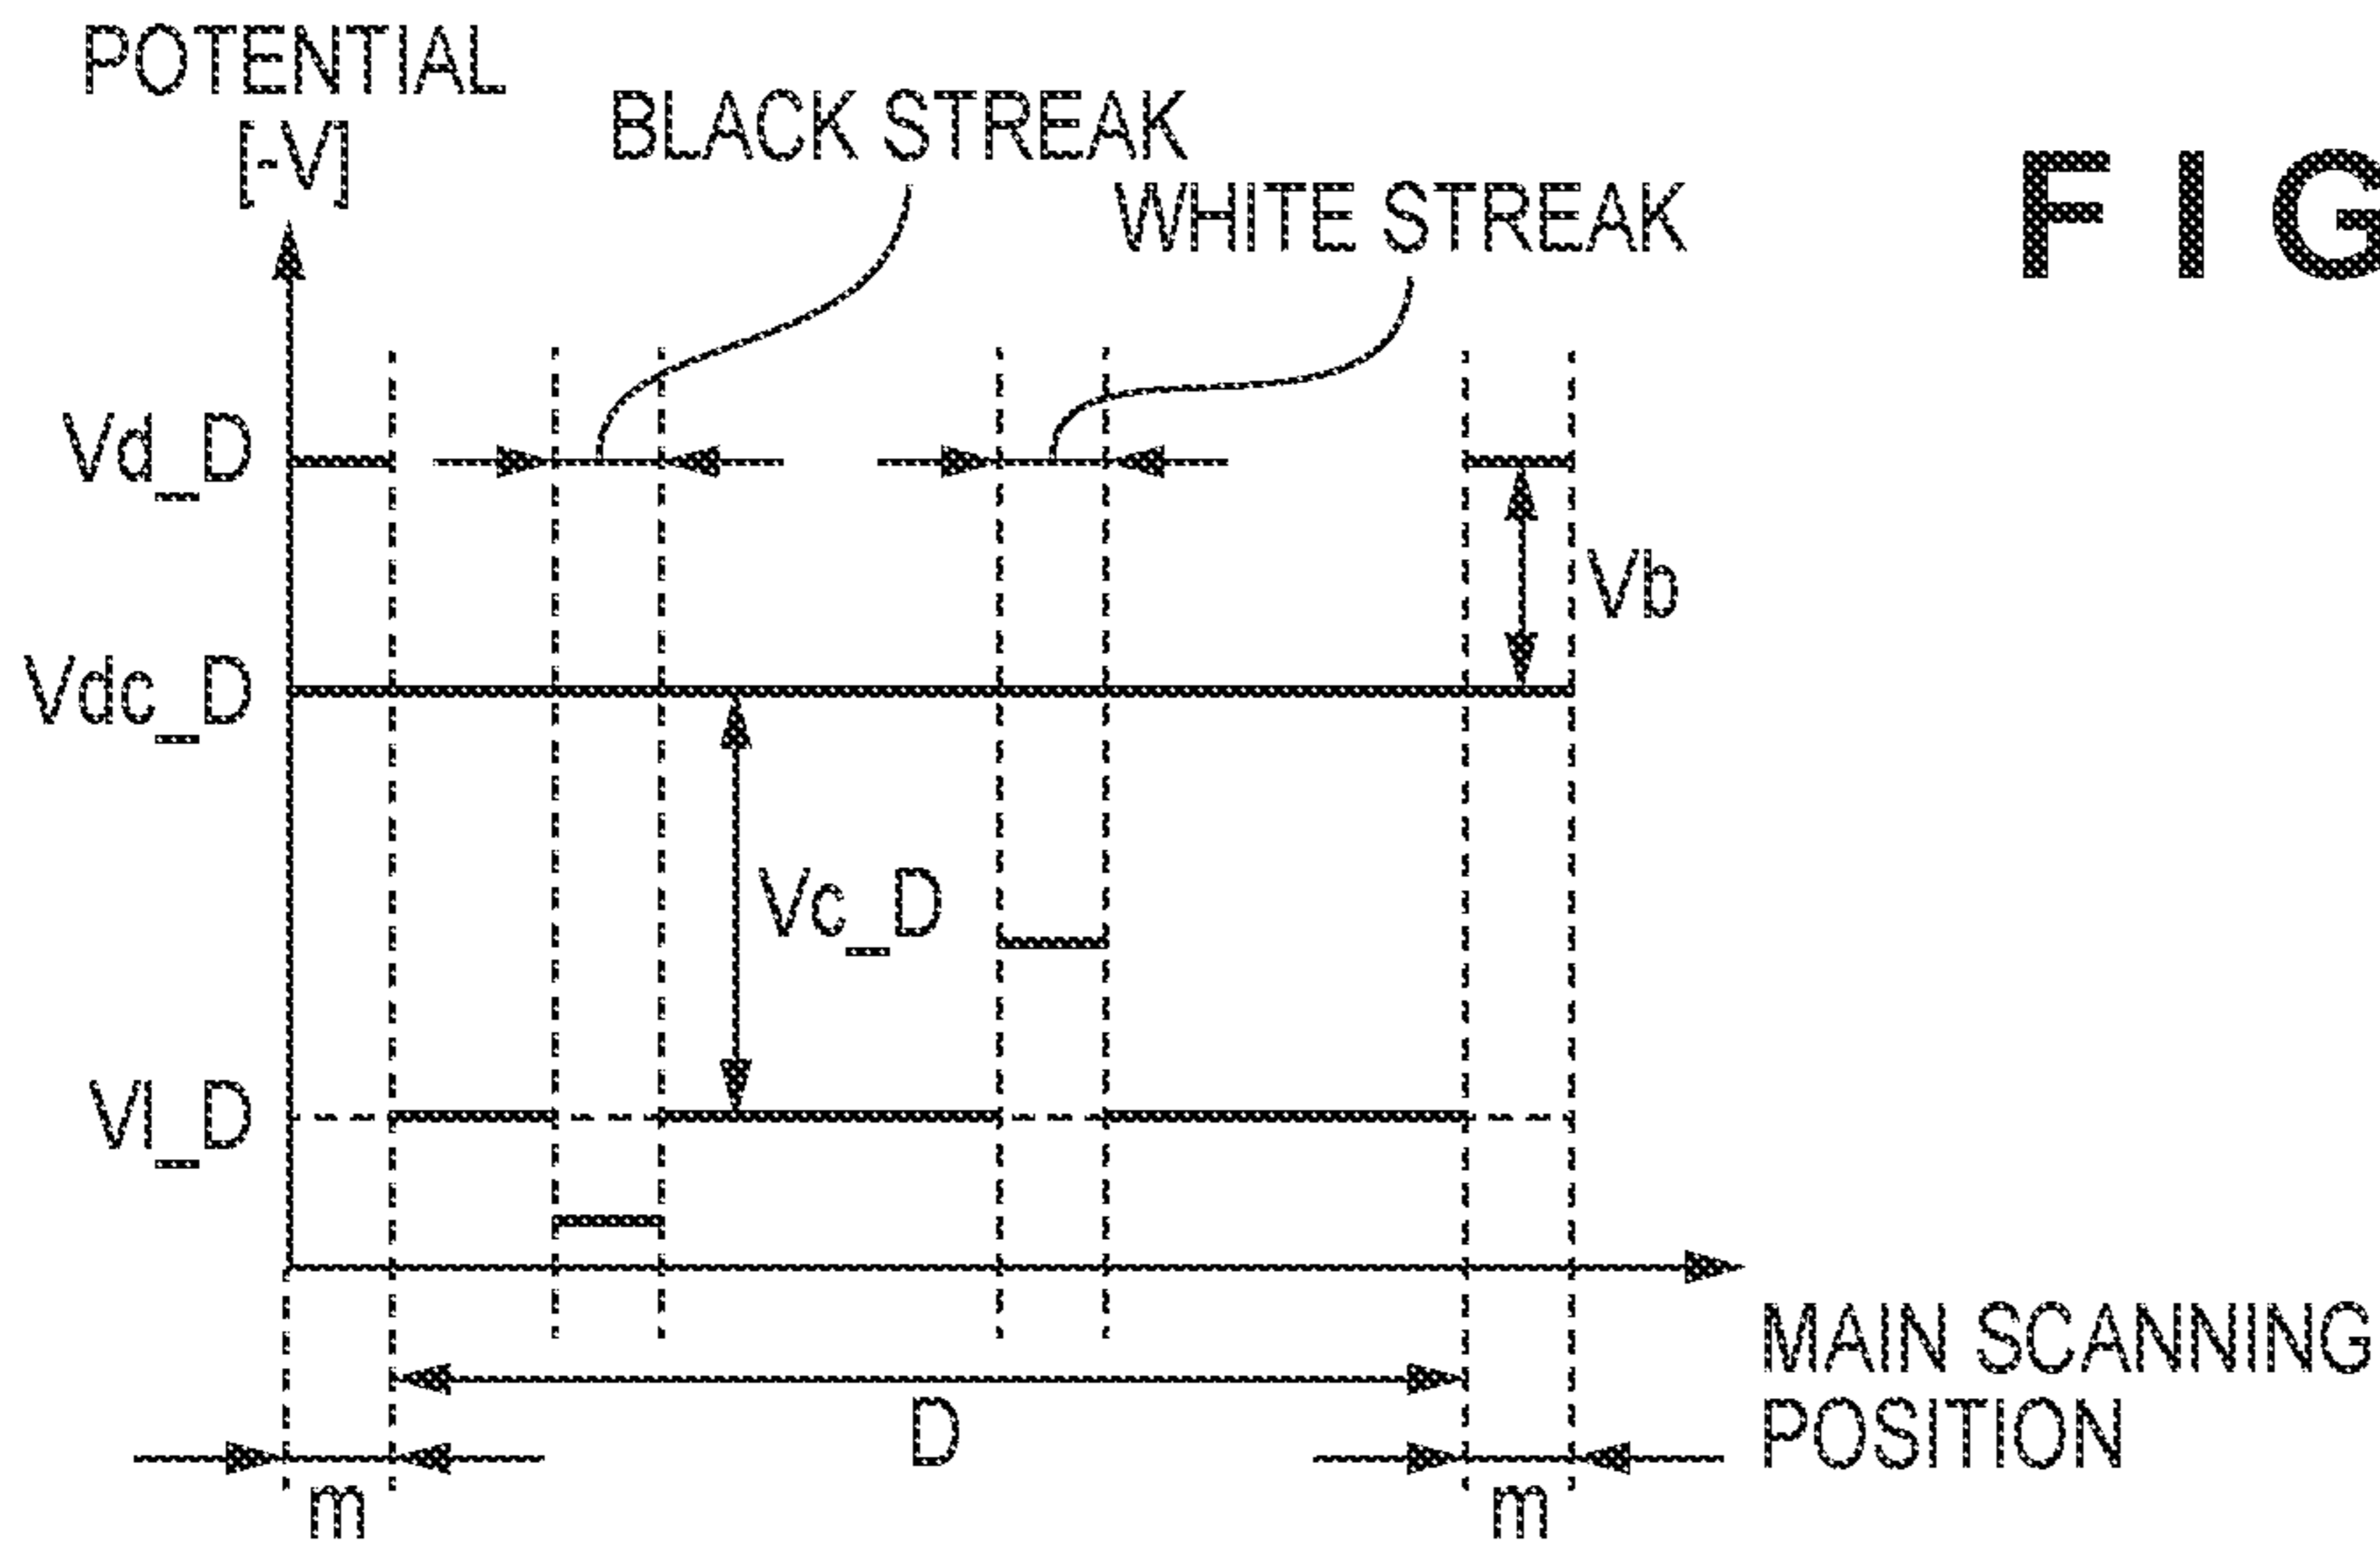 POTENTIAL
[-V]
BLACK STREAK
WHITE STREAK
FIG
Vd_D
Vdc_D
Vb
Vc_D
Vl_D
MAIN SCANNING
POSITION
D
m
m